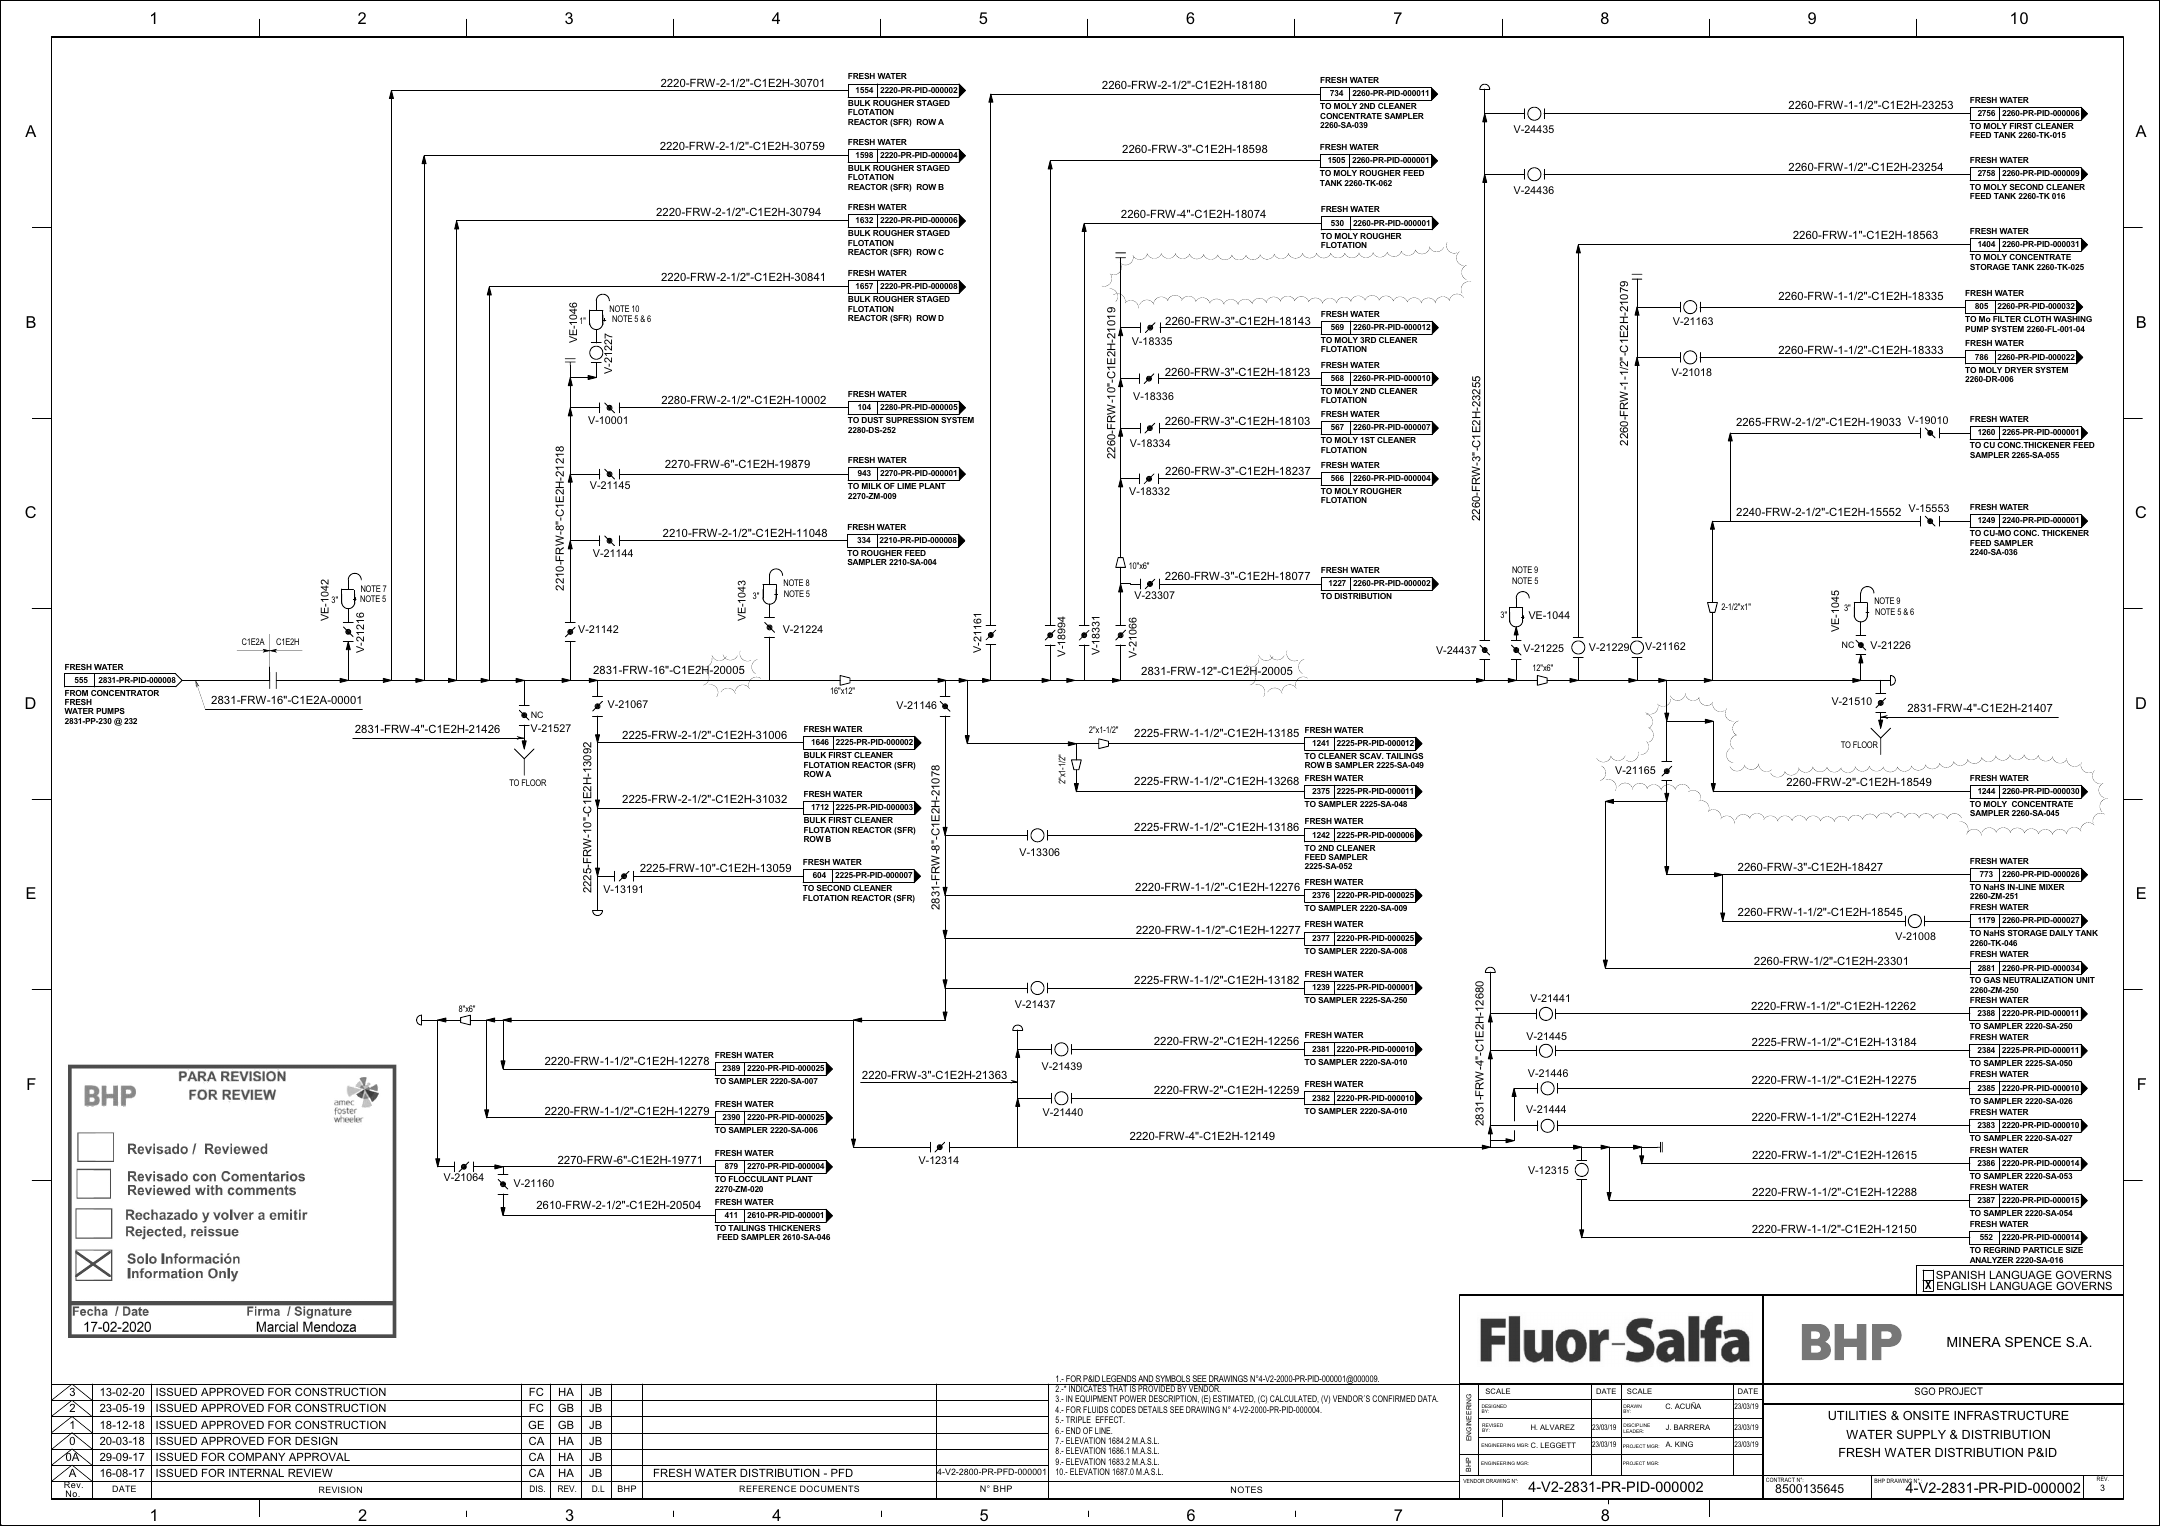 1 2 3 4 5 6 7 8 9 10
A
B
C
D
E
F
2220-FRW-2-1/2"-C1E2H-30701
FRESH WATER
1554 2220-PR-PID-000002
BULK ROUGHER STAGED
FLOTATION
REACTOR (SFR) ROW A
2220-FRW-2-1/2"-C1E2H-30759
FRESH WATER
1598 2220-PR-PID-000004
BULK ROUGHER STAGED
FLOTATION
REACTOR (SFR) ROW B
2220-FRW-2-1/2"-C1E2H-30794
FRESH WATER
1632 2220-PR-PID-000006
BULK ROUGHER STAGED
FLOTATION
REACTOR (SFR) ROW C
2220-FRW-2-1/2"-C1E2H-30841
FRESH WATER
1657 2220-PR-PID-000008
BULK ROUGHER STAGED
FLOTATION
REACTOR (SFR) ROW D
VE-1046
1"
NOTE 10
NOTE 5 & 6
V-21227
2280-FRW-2-1/2"-C1E2H-10002
V-10001
FRESH WATER
104 2280-PR-PID-000005
TO DUST SUPRESSION SYSTEM
2280-DS-252
2270-FRW-6"-C1E2H-19879
V-21145
FRESH WATER
943 2270-PR-PID-000001
TO MILK OF LIME PLANT
2270-ZM-009
2210-FRW-2-1/2"-C1E2H-11048
V-21144
FRESH WATER
334 2210-PR-PID-000008
TO ROUGHER FEED
SAMPLER 2210-SA-004
2210-FRW-8"-C1E2H-21218
V-21142
VE-1042
3"
NOTE 7
NOTE 5
V-21216
VE-1043
3"
NOTE 8
NOTE 5
V-21224
C1E2A C1E2H
FRESH WATER
555 2831-PR-PID-000008
FROM CONCENTRATOR
FRESH
WATER PUMPS
2831-PP-230 @ 232
2831-FRW-16"-C1E2A-00001
2831-FRW-16"-C1E2H-20005
16"x12"
2831-FRW-4"-C1E2H-21426
NC
V-21527
TO FLOOR
V-21067
2225-FRW-10"-C1E2H-13092
2225-FRW-2-1/2"-C1E2H-31006
FRESH WATER
1646 2225-PR-PID-000002
BULK FIRST CLEANER
FLOTATION REACTOR (SFR)
ROW A
2225-FRW-2-1/2"-C1E2H-31032
FRESH WATER
1712 2225-PR-PID-000003
BULK FIRST CLEANER
FLOTATION REACTOR (SFR)
ROW B
2225-FRW-10"-C1E2H-13059
V-13191
FRESH WATER
604 2225-PR-PID-000007
TO SECOND CLEANER
FLOTATION REACTOR (SFR)
2260-FRW-2-1/2"-C1E2H-18180
FRESH WATER
734 2260-PR-PID-000011
TO MOLY 2ND CLEANER
CONCENTRATE SAMPLER
2260-SA-039
2260-FRW-3"-C1E2H-18598
FRESH WATER
1505 2260-PR-PID-000001
TO MOLY ROUGHER FEED
TANK 2260-TK-062
2260-FRW-4"-C1E2H-18074
FRESH WATER
530 2260-PR-PID-000001
TO MOLY ROUGHER
FLOTATION
2260-FRW-10"-C1E2H-21019
2260-FRW-3"-C1E2H-18143
V-18335
FRESH WATER
569 2260-PR-PID-000012
TO MOLY 3RD CLEANER
FLOTATION
2260-FRW-3"-C1E2H-18123
V-18336
FRESH WATER
568 2260-PR-PID-000010
TO MOLY 2ND CLEANER
FLOTATION
2260-FRW-3"-C1E2H-18103
V-18334
FRESH WATER
567 2260-PR-PID-000007
TO MOLY 1ST CLEANER
FLOTATION
2260-FRW-3"-C1E2H-18237
V-18332
FRESH WATER
566 2260-PR-PID-000004
TO MOLY ROUGHER
FLOTATION
10"x6"
2260-FRW-3"-C1E2H-18077
V-23307
FRESH WATER
1227 2260-PR-PID-000002
TO DISTRIBUTION
V-21161
V-18994
V-18331
V-21066
2831-FRW-12"-C1E2H-20005
V-21146
2831-FRW-8"-C1E2H-21078
2"x1-1/2"
2"x1-1/2"
2225-FRW-1-1/2"-C1E2H-13185
FRESH WATER
1241 2225-PR-PID-000012
TO CLEANER SCAV. TAILINGS
ROW B SAMPLER 2225-SA-049
2225-FRW-1-1/2"-C1E2H-13268
FRESH WATER
2375 2225-PR-PID-000011
TO SAMPLER 2225-SA-048
2225-FRW-1-1/2"-C1E2H-13186
V-13306
FRESH WATER
1242 2225-PR-PID-000006
TO 2ND CLEANER
FEED SAMPLER
2225-SA-052
2220-FRW-1-1/2"-C1E2H-12276
FRESH WATER
2376 2220-PR-PID-000025
TO SAMPLER 2220-SA-009
2220-FRW-1-1/2"-C1E2H-12277
FRESH WATER
2377 2220-PR-PID-000025
TO SAMPLER 2220-SA-008
2225-FRW-1-1/2"-C1E2H-13182
V-21437
FRESH WATER
1239 2225-PR-PID-000001
TO SAMPLER 2225-SA-250
2220-FRW-2"-C1E2H-12256
V-21439
FRESH WATER
2381 2220-PR-PID-000010
TO SAMPLER 2220-SA-010
2220-FRW-3"-C1E2H-21363
2220-FRW-2"-C1E2H-12259
V-21440
FRESH WATER
2382 2220-PR-PID-000010
TO SAMPLER 2220-SA-010
2220-FRW-4"-C1E2H-12149
V-12314
8"x6"
2220-FRW-1-1/2"-C1E2H-12278
FRESH WATER
2389 2220-PR-PID-000025
TO SAMPLER 2220-SA-007
2220-FRW-1-1/2"-C1E2H-12279
FRESH WATER
2390 2220-PR-PID-000025
TO SAMPLER 2220-SA-006
2270-FRW-6"-C1E2H-19771
V-21064
V-21160
FRESH WATER
879 2270-PR-PID-000004
TO FLOCCULANT PLANT
2270-ZM-020
2610-FRW-2-1/2"-C1E2H-20504
FRESH WATER
411 2610-PR-PID-000001
TO TAILINGS THICKENERS
FEED SAMPLER 2610-SA-046
2260-FRW-1-1/2"-C1E2H-23253
V-24435
FRESH WATER
2756 2260-PR-PID-000006
TO MOLY FIRST CLEANER
FEED TANK 2260-TK-015
2260-FRW-1/2"-C1E2H-23254
V-24436
FRESH WATER
2758 2260-PR-PID-000009
TO MOLY SECOND CLEANER
FEED TANK 2260-TK 016
2260-FRW-1"-C1E2H-18563
FRESH WATER
1404 2260-PR-PID-000031
TO MOLY CONCENTRATE
STORAGE TANK 2260-TK-025
2260-FRW-1-1/2"-C1E2H-18335
V-21163
FRESH WATER
805 2260-PR-PID-000032
TO Mo FILTER CLOTH WASHING
PUMP SYSTEM 2260-FL-001-04
2260-FRW-1-1/2"-C1E2H-18333
V-21018
FRESH WATER
786 2260-PR-PID-000022
TO MOLY DRYER SYSTEM
2260-DR-006
2260-FRW-3"-C1E2H-23255
2260-FRW-1-1/2"-C1E2H-21079
2265-FRW-2-1/2"-C1E2H-19033 V-19010
FRESH WATER
1260 2265-PR-PID-000001
TO CU CONC.THICKENER FEED
SAMPLER 2265-SA-055
2240-FRW-2-1/2"-C1E2H-15552 V-15553
FRESH WATER
1249 2240-PR-PID-000001
TO CU-MO CONC. THICKENER
FEED SAMPLER
2240-SA-036
NOTE 9
NOTE 5
3"
VE-1044
V-24437
V-21225
V-21229
V-21162
12"x6"
2-1/2"x1"
VE-1045
3"
NOTE 9
NOTE 5 & 6
NC
V-21226
V-21510
2831-FRW-4"-C1E2H-21407
TO FLOOR
V-21165
2260-FRW-2"-C1E2H-18549
FRESH WATER
1244 2260-PR-PID-000030
TO MOLY CONCENTRATE
SAMPLER 2260-SA-045
2260-FRW-3"-C1E2H-18427
FRESH WATER
773 2260-PR-PID-000026
TO NaHS IN-LINE MIXER
2260-ZM-251
2260-FRW-1-1/2"-C1E2H-18545
V-21008
FRESH WATER
1179 2260-PR-PID-000027
TO NaHS STORAGE DAILY TANK
2260-TK-046
2260-FRW-1/2"-C1E2H-23301
FRESH WATER
2881 2260-PR-PID-000034
TO GAS NEUTRALIZATION UNIT
2260-ZM-250
2831-FRW-4"-C1E2H-12680
V-21441
2220-FRW-1-1/2"-C1E2H-12262
FRESH WATER
2388 2220-PR-PID-000011
TO SAMPLER 2220-SA-250
V-21445
2225-FRW-1-1/2"-C1E2H-13184
FRESH WATER
2384 2225-PR-PID-000011
TO SAMPLER 2225-SA-050
V-21446
2220-FRW-1-1/2"-C1E2H-12275
FRESH WATER
2385 2220-PR-PID-000010
TO SAMPLER 2220-SA-026
V-21444
2220-FRW-1-1/2"-C1E2H-12274
FRESH WATER
2383 2220-PR-PID-000010
TO SAMPLER 2220-SA-027
V-12315
2220-FRW-1-1/2"-C1E2H-12615
FRESH WATER
2386 2220-PR-PID-000014
TO SAMPLER 2220-SA-053
2220-FRW-1-1/2"-C1E2H-12288
FRESH WATER
2387 2220-PR-PID-000015
TO SAMPLER 2220-SA-054
2220-FRW-1-1/2"-C1E2H-12150
FRESH WATER
552 2220-PR-PID-000014
TO REGRIND PARTICLE SIZE
ANALYZER 2220-SA-016
SPANISH LANGUAGE GOVERNS
X ENGLISH LANGUAGE GOVERNS
BHP
PARA REVISION
FOR REVIEW
amec
foster
wheeler
Revisado / Reviewed
Revisado con Comentarios
Reviewed with comments
Rechazado y volver a emitir
Rejected, reissue
Solo Información
Information Only
Fecha / Date Firma / Signature
17-02-2020 Marcial Mendoza
3 13-02-20 ISSUED APPROVED FOR CONSTRUCTION FC HA JB
2 23-05-19 ISSUED APPROVED FOR CONSTRUCTION FC GB JB
1 18-12-18 ISSUED APPROVED FOR CONSTRUCTION GE GB JB
0 20-03-18 ISSUED APPROVED FOR DESIGN CA HA JB
0A 29-09-17 ISSUED FOR COMPANY APPROVAL CA HA JB
A 16-08-17 ISSUED FOR INTERNAL REVIEW CA HA JB FRESH WATER DISTRIBUTION - PFD 4-V2-2800-PR-PFD-000001
Rev. No. DATE REVISION DIS. REV. D.L BHP REFERENCE DOCUMENTS N° BHP NOTES
1.- FOR P&ID LEGENDS AND SYMBOLS SEE DRAWINGS N°4-V2-2000-PR-PID-000001@000009.
2.-* INDICATES THAT IS PROVIDED BY VENDOR.
3.- IN EQUIPMENT POWER DESCRIPTION, (E) ESTIMATED, (C) CALCULATED, (V) VENDOR´S CONFIRMED DATA.
4.- FOR FLUIDS CODES DETAILS SEE DRAWING N° 4-V2-2000-PR-PID-000004.
5.- TRIPLE EFFECT.
6.- END OF LINE.
7.- ELEVATION 1684.2 M.A.S.L.
8.- ELEVATION 1686.1 M.A.S.L.
9.- ELEVATION 1683.2 M.A.S.L.
10.- ELEVATION 1687.0 M.A.S.L.
Fluor-Salfa
BHP MINERA SPENCE S.A.
ENGINEERING
BHP
SCALE DATE SCALE DATE
DESIGNED BY: DRAWN BY: C. ACUÑA 23/03/19
REVISED BY: H. ALVAREZ 23/03/19 DISCIPLINE LEADER: J. BARRERA 23/03/19
ENGINEERING MGR: C. LEGGETT 23/03/19 PROJECT MGR: A. KING 23/03/19
ENGINEERING MGR: PROJECT MGR:
VENDOR DRAWING N°: 4-V2-2831-PR-PID-000002
SGO PROJECT
UTILITIES & ONSITE INFRASTRUCTURE
WATER SUPPLY & DISTRIBUTION
FRESH WATER DISTRIBUTION P&ID
CONTRACT N°: 8500135645
BHP DRAWING N°: 4-V2-2831-PR-PID-000002
REV. 3
A
B
C
D
E
F
1 2 3 4 5 6 7 8